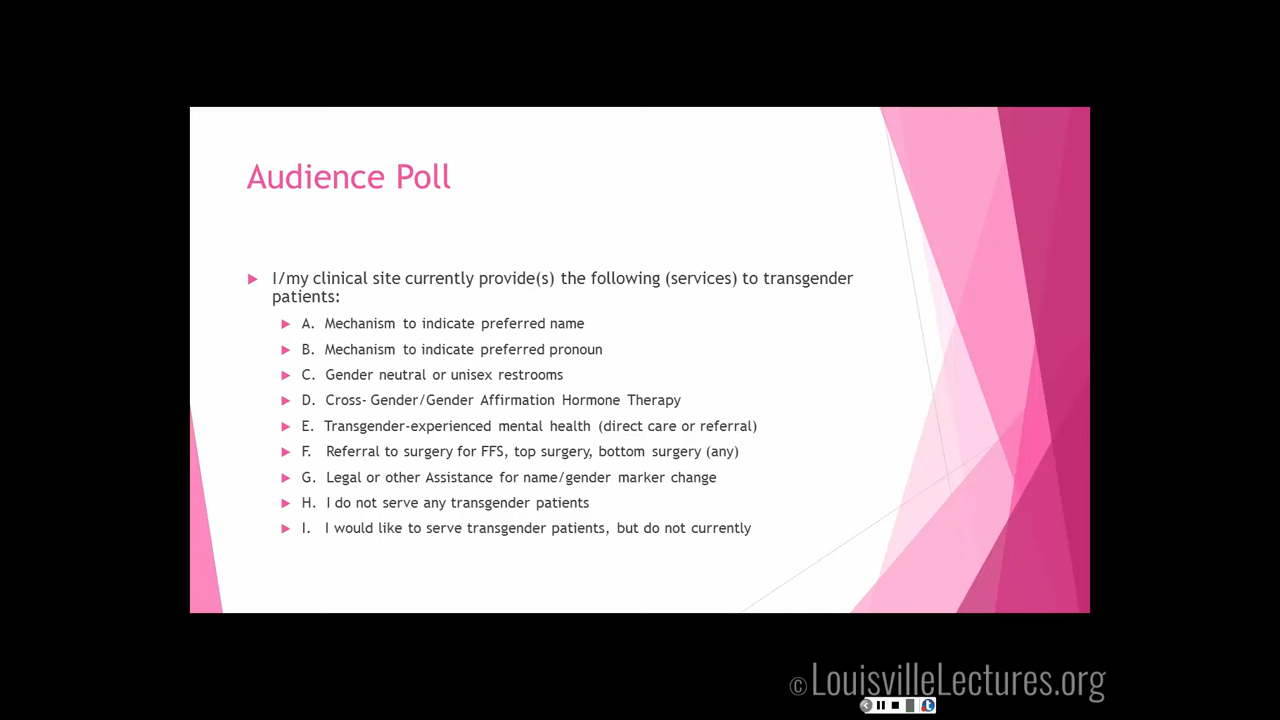 Audience Poll
I/my clinical site currently provide(s) the following (services) to transgender
patients:
A. Mechanism to indicate preferred name
B. Mechanism to indicate preferred pronoun
C. Gender neutral or unisex restrooms
D. Cross- Gender/Gender Affirmation Hormone Therapy
E. Transgender-experienced mental health (direct care or referral)
F. Referral to surgery for FFS, top surgery, bottom surgery (any)
G. Legal or other Assistance for name/gender marker change
H. I do not serve any transgender patients
I. I would like to serve transgender patients, but do not currently
© LouisvilleLectures.org